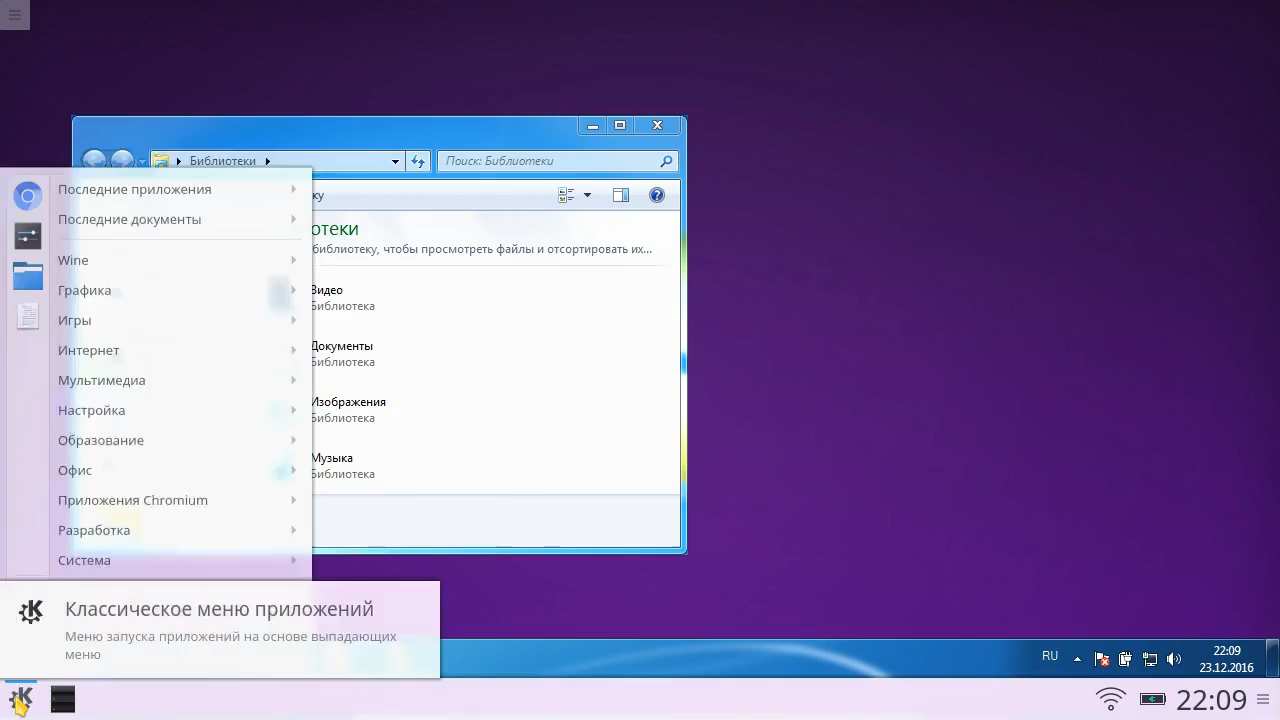 Библиотеки
Поиск: Библиотеки
Последние приложения
ку
Последние документы
отеки
библиотеку, чтобы просмотреть файлы и отсортировать их...
Wine
Графика
Видео
Библиотека
Игры
Интернет
Документы
Библиотека
Мультимедиа
Настройка
Изображения
Библиотека
Образование
Офис
Музыка
Библиотека
Приложения Chromium
Разработка
Система
Классическое меню приложений
Меню запуска приложений на основе выпадающих
меню
RU
22:09
23.12.2016
22:09